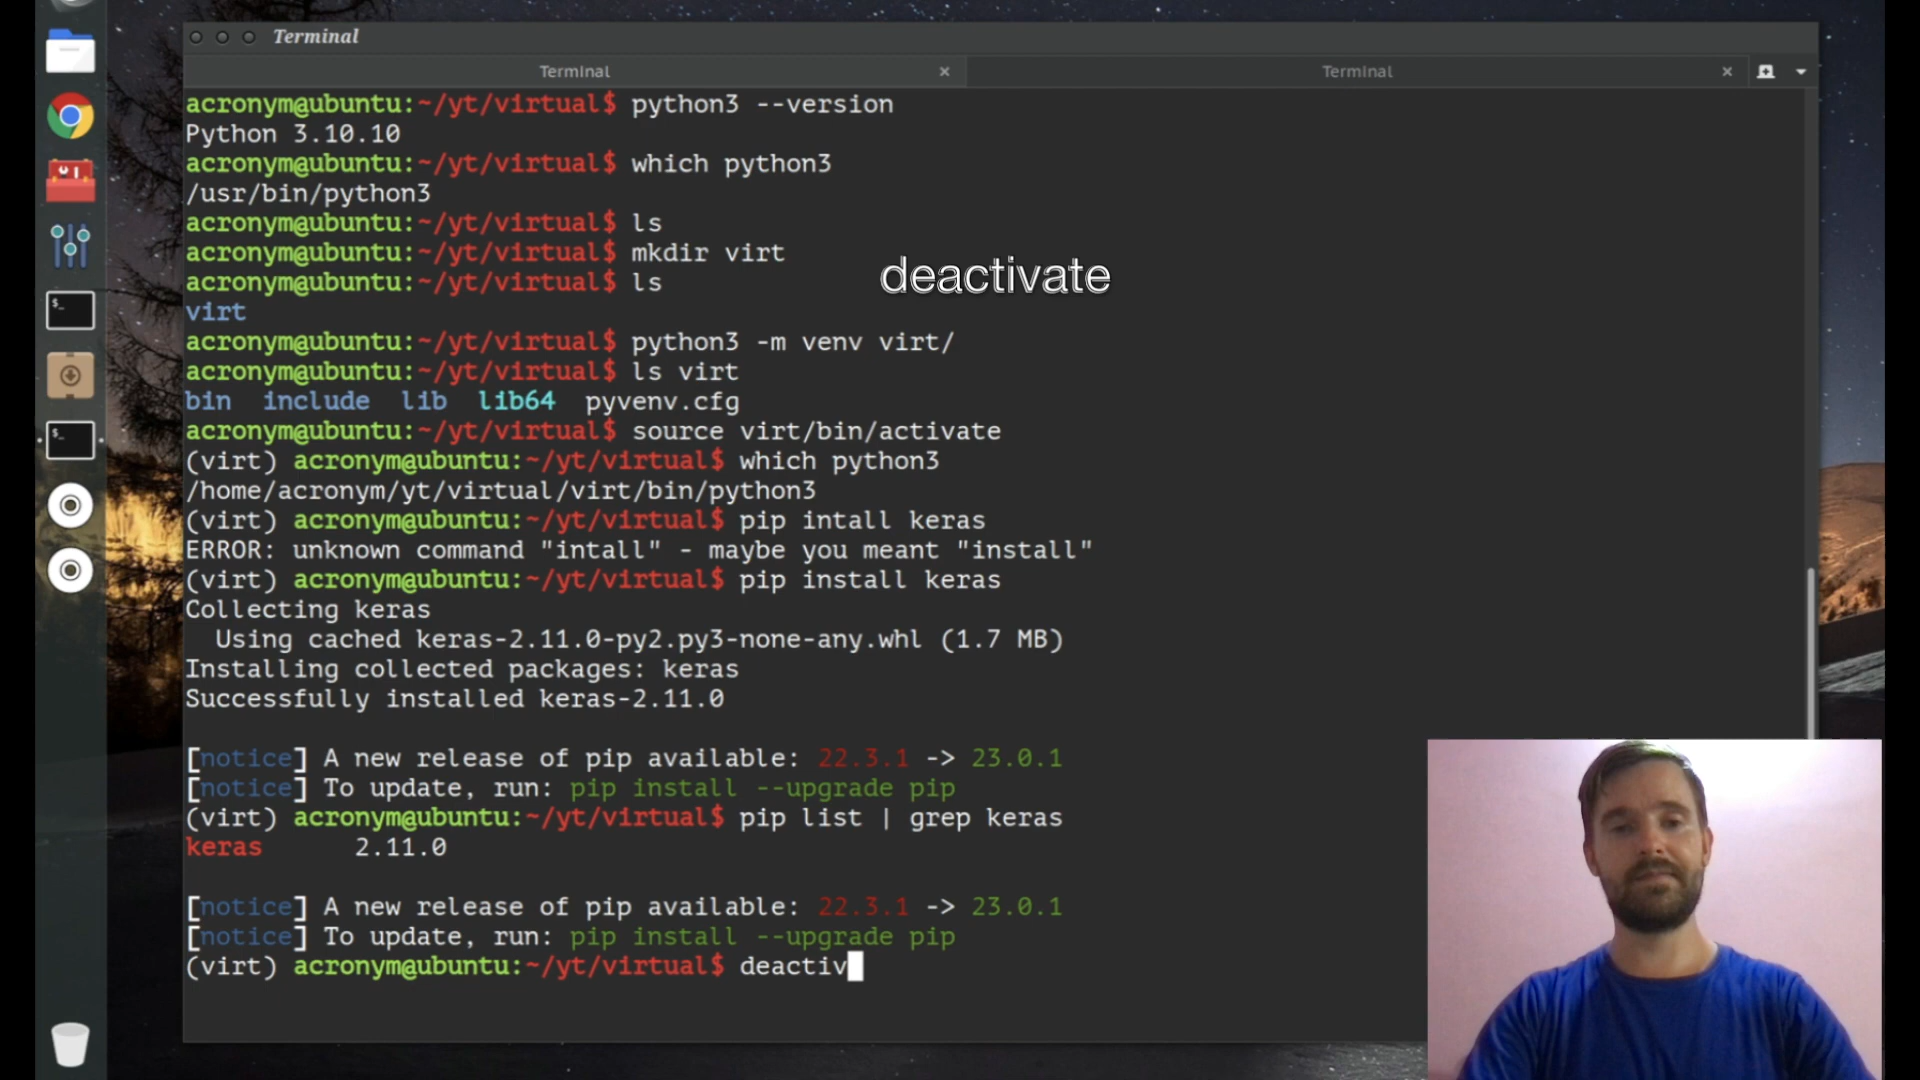 Terminal
Terminal
Terminal
acronym@ubuntu:~/yt/virtual$ python3 --version
Python 3.10.10
acronym@ubuntu:~/yt/virtual$ which python3
/usr/bin/python3
acronym@ubuntu:~/yt/virtual$ ls
acronym@ubuntu:~/yt/virtual$ mkdir virt
deactivate
acronym@ubuntu:~/yt/virtual$ ls
virt
acronym@ubuntu:~/yt/virtual$ python3 -m venv virt/
acronym@ubuntu:~/yt/virtual$ ls virt
bin include lib lib64 pyvenv.cfg
acronym@ubuntu:~/yt/virtual$ source virt/bin/activate
(virt) acronym@ubuntu:~/yt/virtual$ which python3
/home/acronym/yt/virtual/virt/bin/python3
(virt) acronym@ubuntu:~/yt/virtual$ pip intall keras
ERROR: unknown command "intall" - maybe you meant "install"
(virt) acronym@ubuntu:~/yt/virtual$ pip install keras
Collecting keras
Using cached keras-2.11.0-py2.py3-none-any.whl (1.7 MB)
Installing collected packages: keras
Successfully installed keras-2.11.0
[notice] A new release of pip available: 22.3.1 -> 23.0.1
[notice] To update, run: pip install --upgrade pip
(virt) acronym@ubuntu:~/yt/virtual$ pip list | grep keras
keras 2.11.0
[notice] A new release of pip available: 22.3.1 -> 23.0.1
[notice] To update, run: pip install --upgrade pip
(virt) acronym@ubuntu:~/yt/virtual$ deactiv